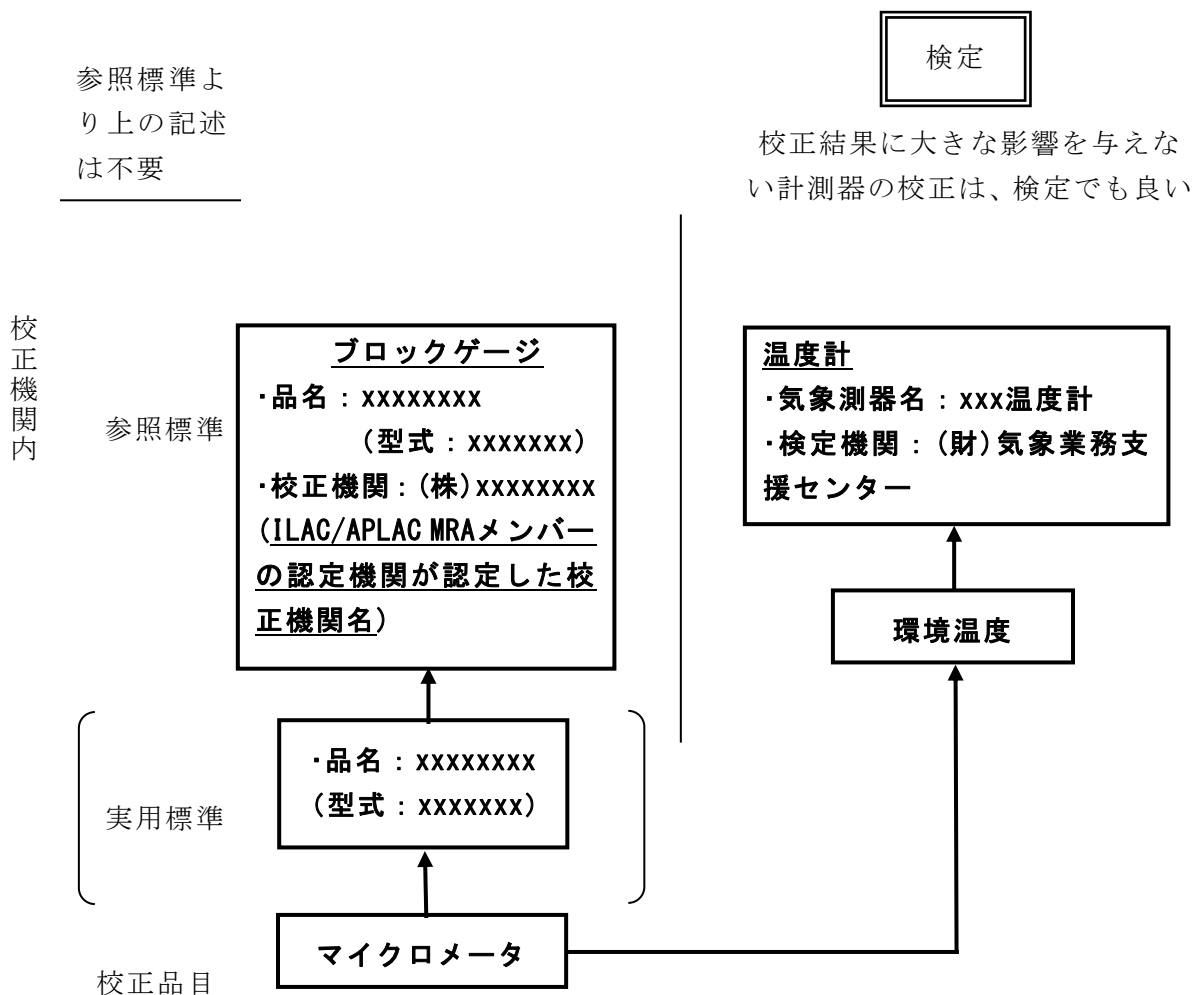 参照標準よ
り上の記述
は不要
検定
校正結果に大きな影響を与えな
い計測器の校正は、検定でも良い
校正機関内
参照標準
ブロックゲージ
・品名：xxxxxxxx
（型式：xxxxxxx）
・校正機関：(株)xxxxxxxx
(ILAC/APLAC MRAメンバー
の認定機関が認定した校
正機関名)
温度計
・気象測器名：xxx温度計
・検定機関：(財)気象業務支
援センター
環境温度
実用標準
・品名：xxxxxxxx
（型式：xxxxxxx）
マイクロメータ
校正品目